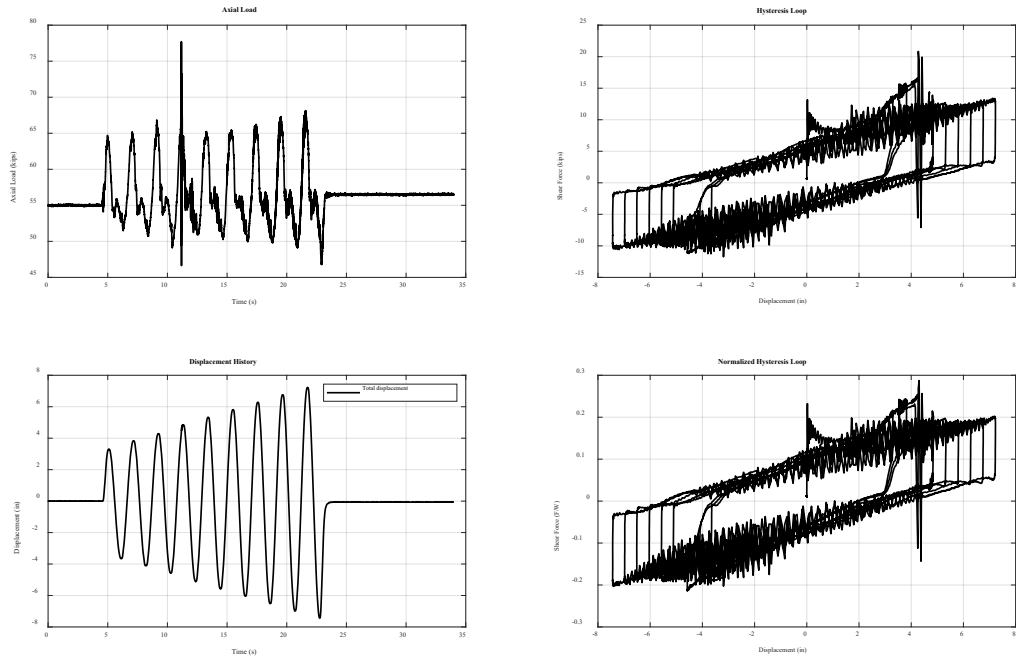 Axial Load
80
75
70
65
60
55
50
45
Axial Load (kips)
0 5 10 15 20 25 30 35
Time (s)
Hysteresis Loop
25
20
15
10
5
0
-5
-10
-15
Shear Force (kips)
-8 -6 -4 -2 0 2 4 6 8
Displacement (in)
Displacement History
8
6
4
2
0
-2
-4
-6
-8
Displacement (in)
Total displacement
0 5 10 15 20 25 30 35
Time (s)
Normalized Hysteresis Loop
0.3
0.2
0.1
0
-0.1
-0.2
-0.3
Shear Force (F/W)
-8 -6 -4 -2 0 2 4 6 8
Displacement (in)